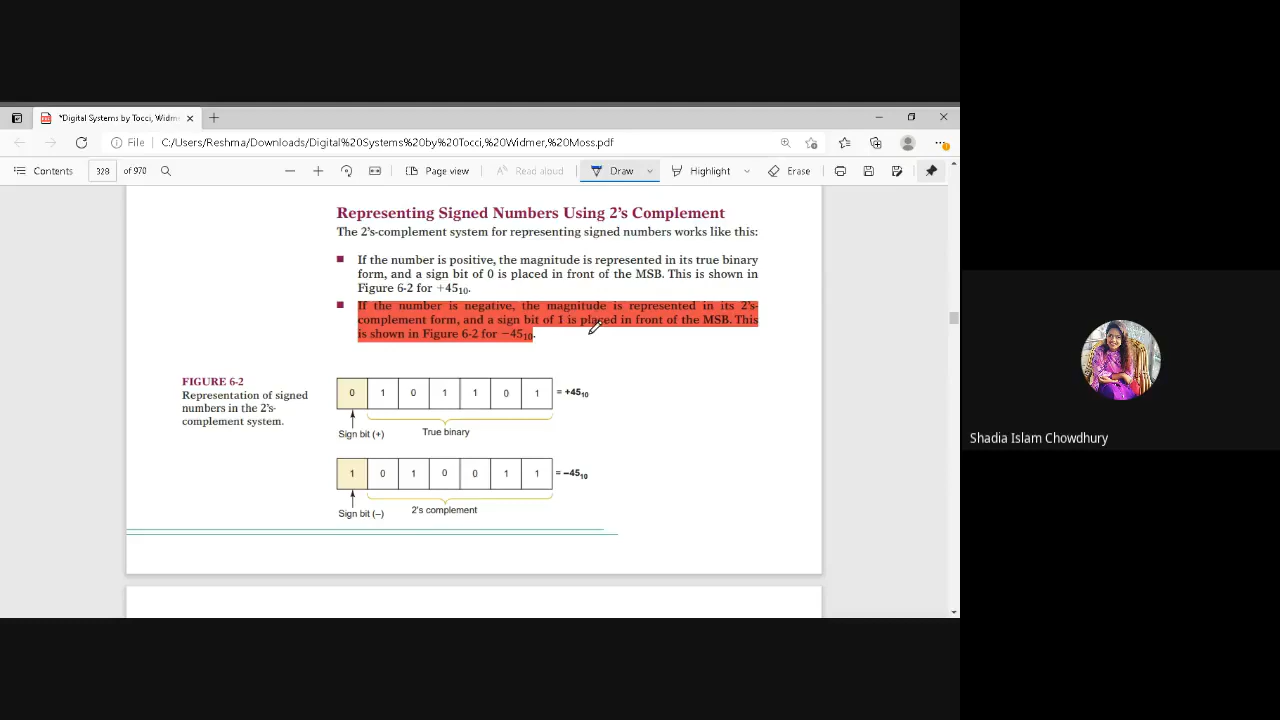 *Digital Systems by Tocci, Widm
File
C:/Users/Reshma/Downloads/Digital%20Systems%20by%20Tocci,%20Widmer,%20Moss.pdf
Contents
328
of 970
Page view
Read aloud
Draw
Highlight
Erase
Representing Signed Numbers Using 2's Complement
The 2's-complement system for representing signed numbers works like this:
■ If the number is positive, the magnitude is represented in its true binary
form, and a sign bit of 0 is placed in front of the MSB. This is shown in
Figure 6-2 for +45₁₀.
■ If the number is negative, the magnitude is represented in its 2's-
complement form, and a sign bit of 1 is placed in front of the MSB. This
is shown in Figure 6-2 for −45₁₀.
FIGURE 6-2
Representation of signed
numbers in the 2's-
complement system.
0 1 0 1 1 0 1 = +45₁₀
Sign bit (+)
True binary
1 0 1 0 0 1 1 = −45₁₀
Sign bit (–)
2's complement
Shadia Islam Chowdhury